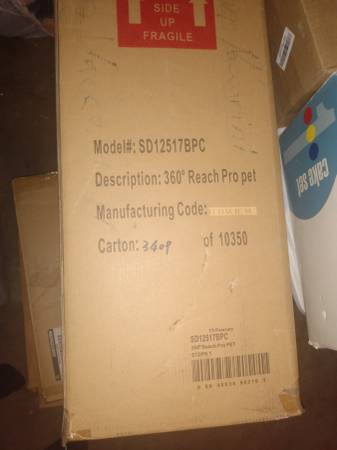 SIDE
UP
FRAGILE
Model#: SD12517BPC
Description: 360° Reach Pro pet
Manufacturing Code:
Carton: 3409 of 10350
cake set
SD12517BPC
360° Reach Pro PET